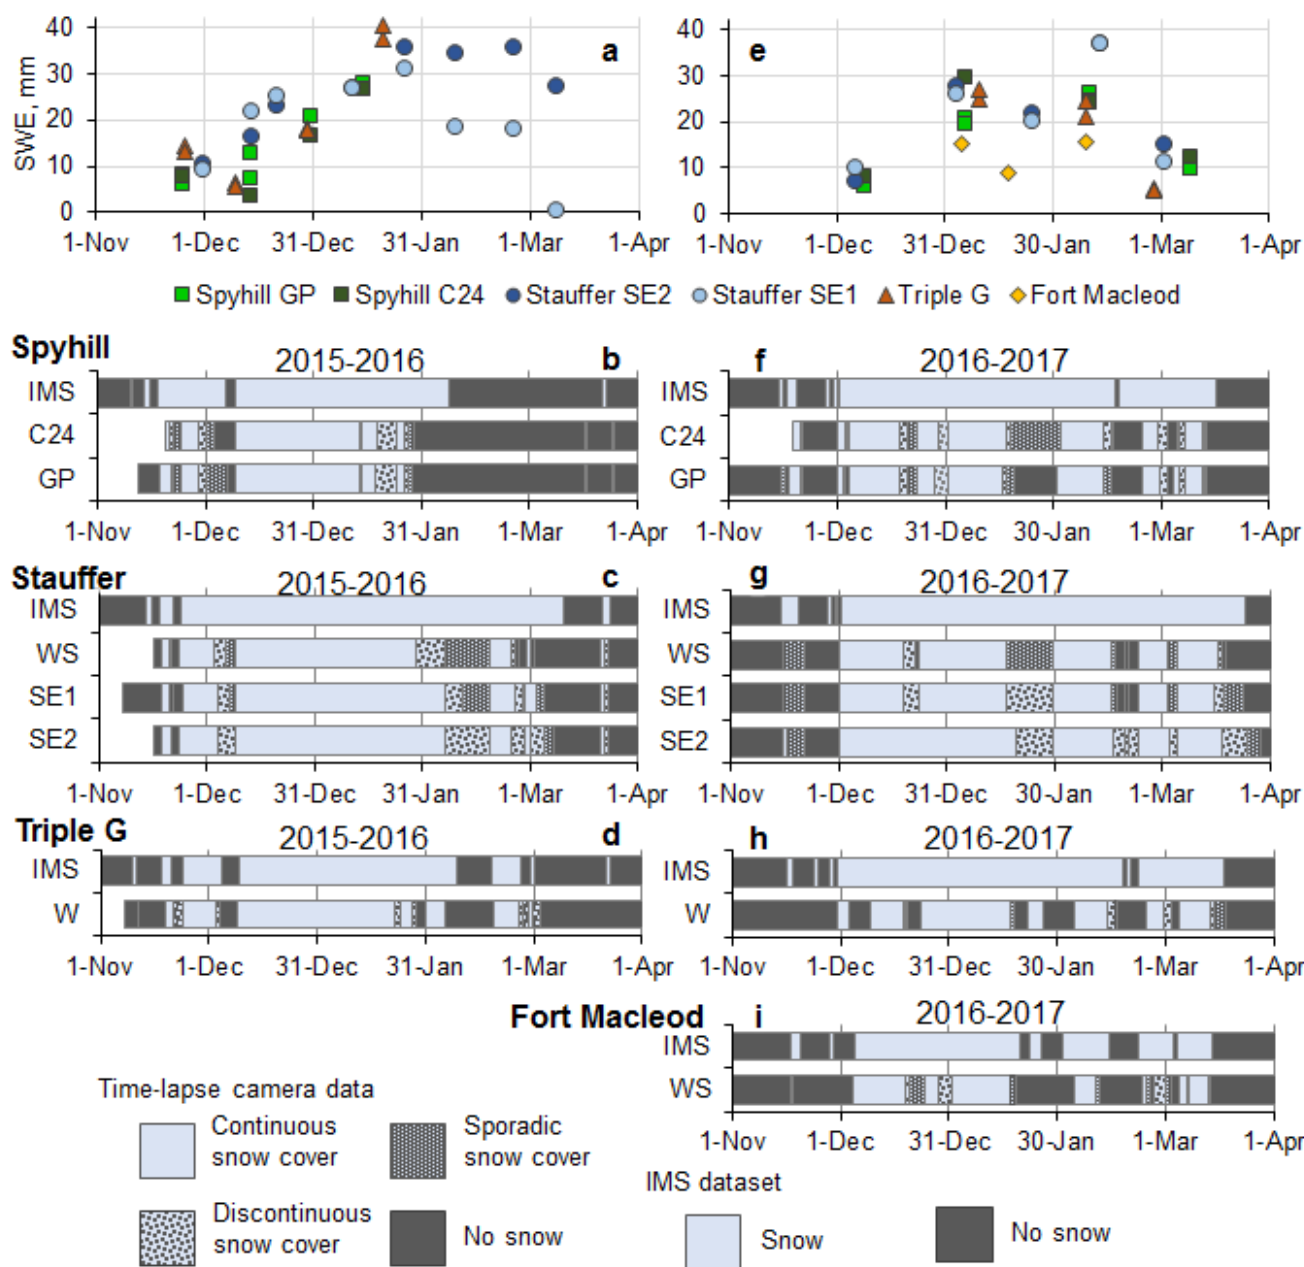 SWE, mm
40
30
20
10
0
a
1-Nov 1-Dec 31-Dec 31-Jan 1-Mar 1-Apr
40
30
20
10
0
e
1-Nov 1-Dec 31-Dec 30-Jan 1-Mar 1-Apr
Spyhill GP Spyhill C24 Stauffer SE2 Stauffer SE1 Triple G Fort Macleod
Spyhill
2015-2016
b
IMS
C24
GP
1-Nov 1-Dec 31-Dec 31-Jan 1-Mar 1-Apr
f
2016-2017
IMS
C24
GP
1-Nov 1-Dec 31-Dec 30-Jan 1-Mar 1-Apr
Stauffer
2015-2016
c
IMS
WS
SE1
SE2
1-Nov 1-Dec 31-Dec 31-Jan 1-Mar 1-Apr
g
2016-2017
IMS
WS
SE1
SE2
1-Nov 1-Dec 31-Dec 30-Jan 1-Mar 1-Apr
Triple G
2015-2016
d
IMS
W
1-Nov 1-Dec 31-Dec 31-Jan 1-Mar 1-Apr
h
2016-2017
IMS
W
1-Nov 1-Dec 31-Dec 30-Jan 1-Mar 1-Apr
Fort Macleod
i
2016-2017
IMS
WS
1-Nov 1-Dec 31-Dec 30-Jan 1-Mar 1-Apr
Time-lapse camera data
Continuous
snow cover
Sporadic
snow cover
Discontinuous
snow cover
No snow
IMS dataset
Snow
No snow